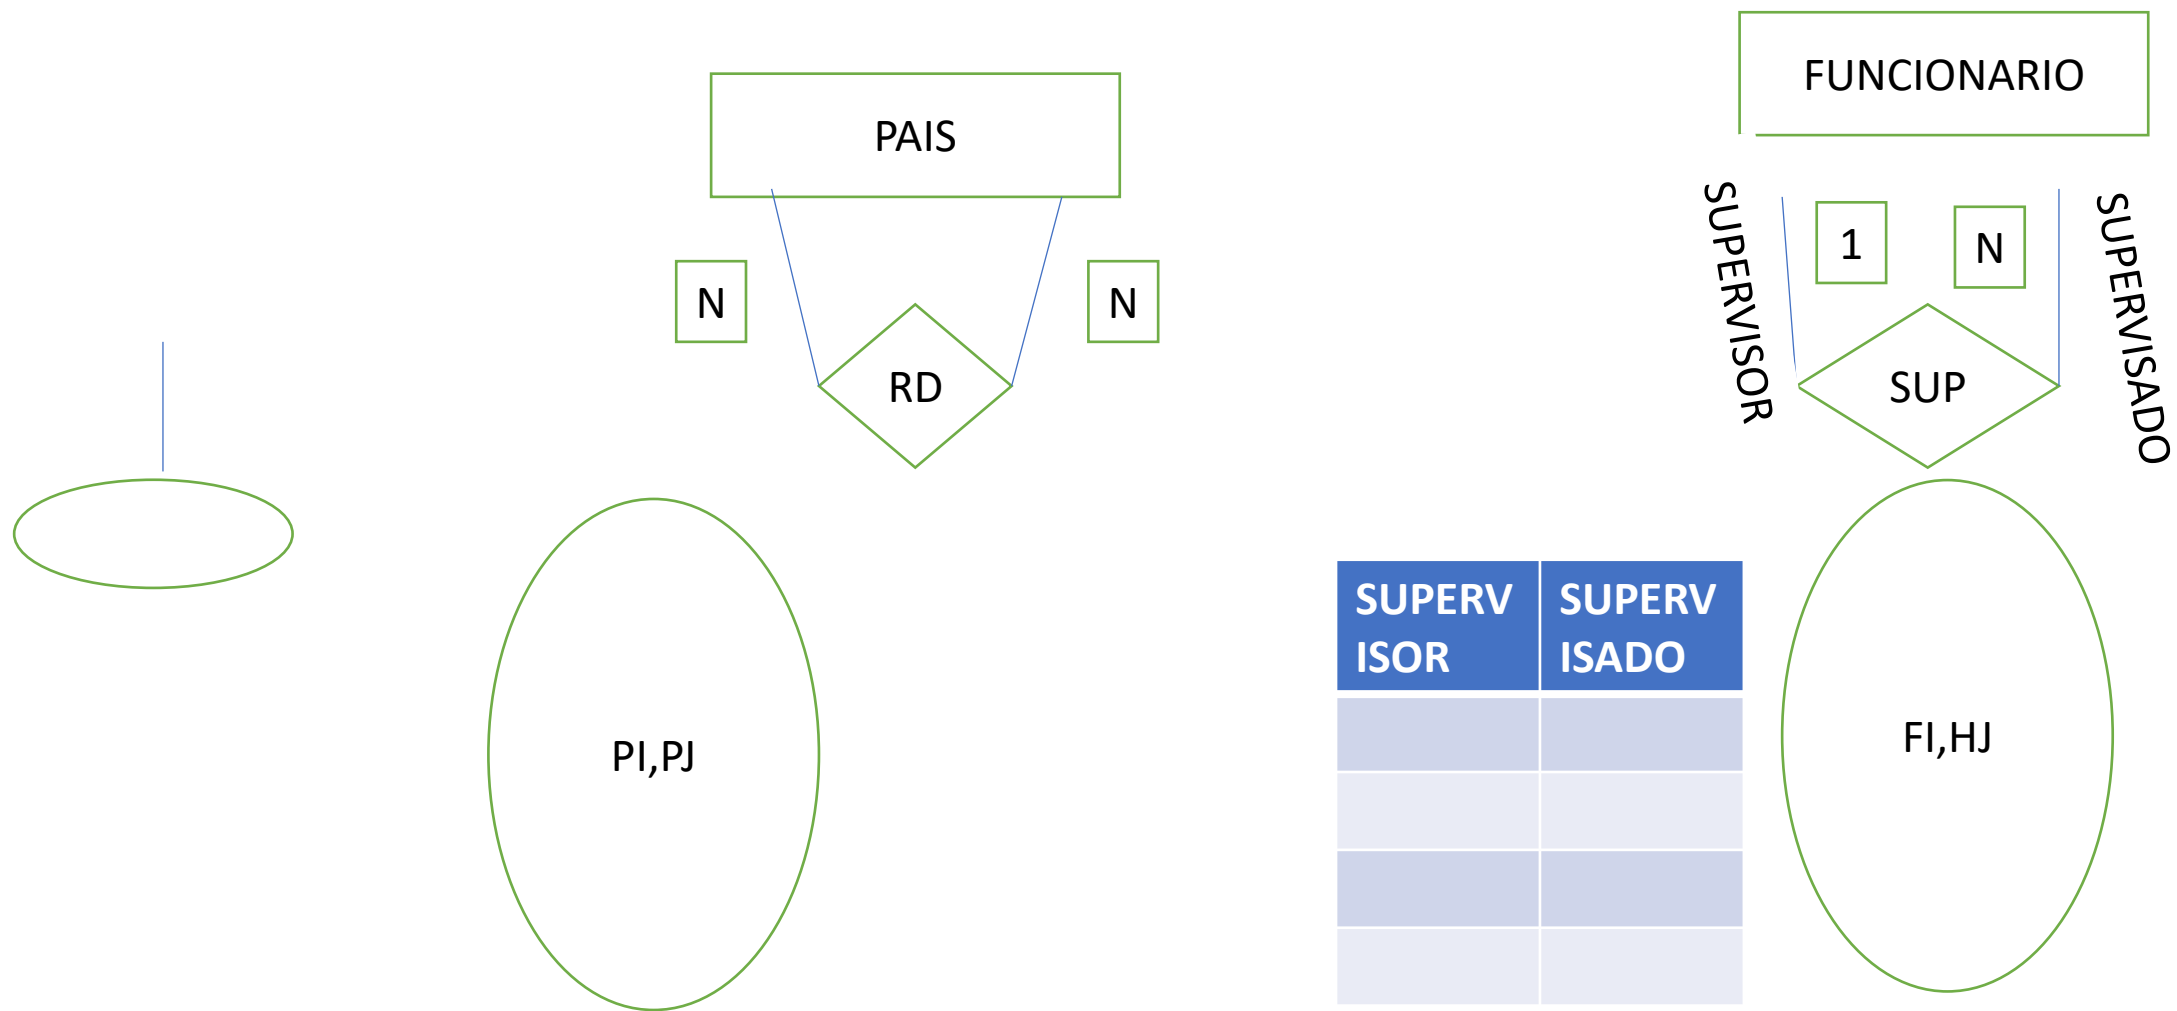 FUNCIONARIO
PAIS
SUPERVISOR
1
N
SUPERVISADO
N
N
RD
SUP
SUPERV
ISOR
SUPERV
ISADO
PI,PJ
FI,HJ